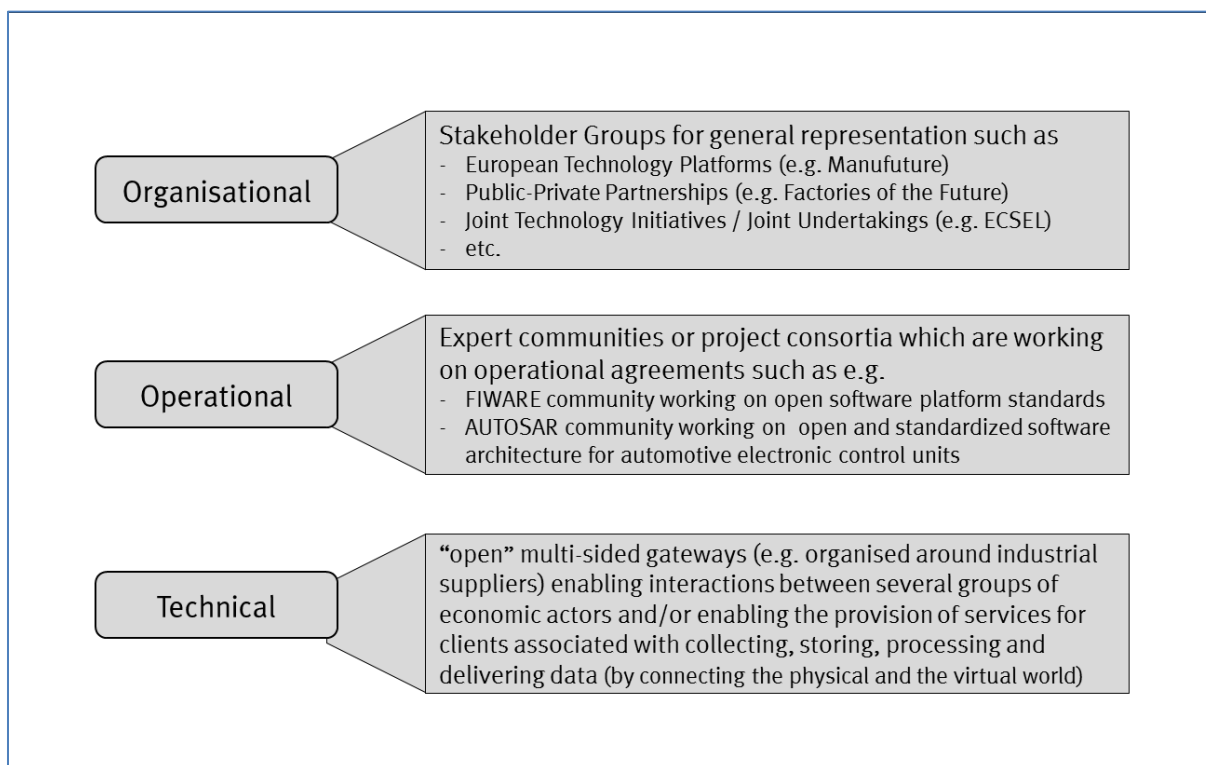 Organisational
Stakeholder Groups for general representation such as
- European Technology Platforms (e.g. Manufuture)
- Public-Private Partnerships (e.g. Factories of the Future)
- Joint Technology Initiatives / Joint Undertakings (e.g. ECSEL)
- etc.
Operational
Expert communities or project consortia which are working
on operational agreements such as e.g.
- FIWARE community working on open software platform standards
- AUTOSAR community working on open and standardized software
architecture for automotive electronic control units
Technical
“open” multi-sided gateways (e.g. organised around industrial
suppliers) enabling interactions between several groups of
economic actors and/or enabling the provision of services for
clients associated with collecting, storing, processing and
delivering data (by connecting the physical and the virtual world)